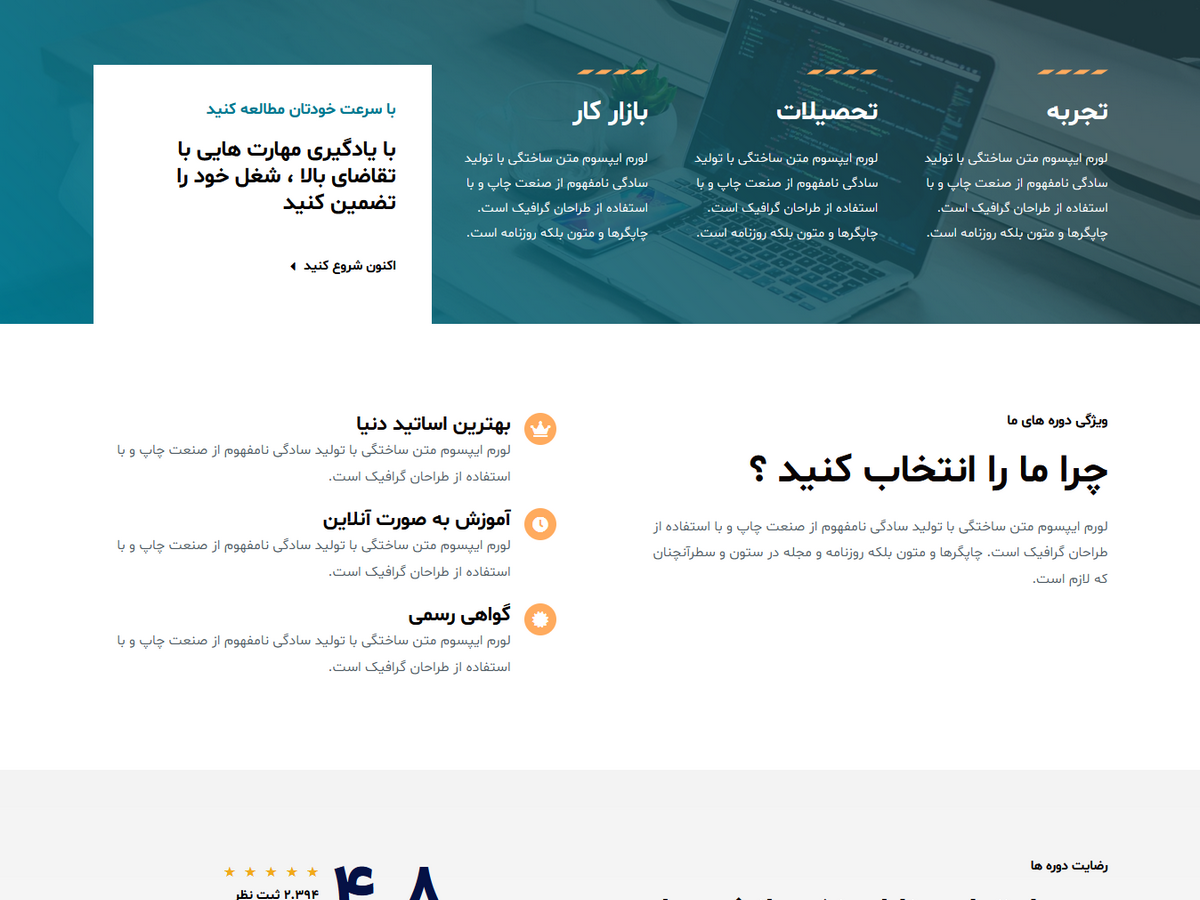 تجربه
لورم ایپسوم متن ساختگی با تولید
سادگی نامفهوم از صنعت چاپ و با
استفاده از طراحان گرافیک است.
چاپگرها و متون بلکه روزنامه است.
تحصیلات
لورم ایپسوم متن ساختگی با تولید
سادگی نامفهوم از صنعت چاپ و با
استفاده از طراحان گرافیک است.
چاپگرها و متون بلکه روزنامه است.
بازار کار
لورم ایپسوم متن ساختگی با تولید
سادگی نامفهوم از صنعت چاپ و با
استفاده از طراحان گرافیک است.
چاپگرها و متون بلکه روزنامه است.
با سرعت خودتان مطالعه کنید
با یادگیری مهارت هایی با
تقاضای بالا ، شغل خود را
تضمین کنید
اکنون شروع کنید
ویژگی دوره های ما
چرا ما را انتخاب کنید ؟
لورم ایپسوم متن ساختگی با تولید سادگی نامفهوم از صنعت چاپ و با استفاده از
طراحان گرافیک است. چاپگرها و متون بلکه روزنامه و مجله در ستون و سطرآنچنان
که لازم است.
بهترین اساتید دنیا
لورم ایپسوم متن ساختگی با تولید سادگی نامفهوم از صنعت چاپ و با
استفاده از طراحان گرافیک است.
آموزش به صورت آنلاین
لورم ایپسوم متن ساختگی با تولید سادگی نامفهوم از صنعت چاپ و با
استفاده از طراحان گرافیک است.
گواهی رسمی
لورم ایپسوم متن ساختگی با تولید سادگی نامفهوم از صنعت چاپ و با
استفاده از طراحان گرافیک است.
رضایت دوره ها
۴ ۸
۲.۳۹۴ ثبت نظر